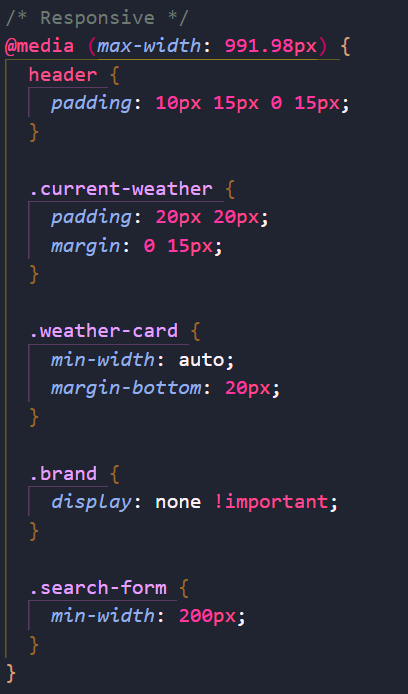 /* Responsive */
@media (max-width: 991.98px) {
  header {
    padding: 10px 15px 0 15px;
  }

  .current-weather {
    padding: 20px 20px;
    margin: 0 15px;
  }

  .weather-card {
    min-width: auto;
    margin-bottom: 20px;
  }

  .brand {
    display: none !important;
  }

  .search-form {
    min-width: 200px;
  }
}